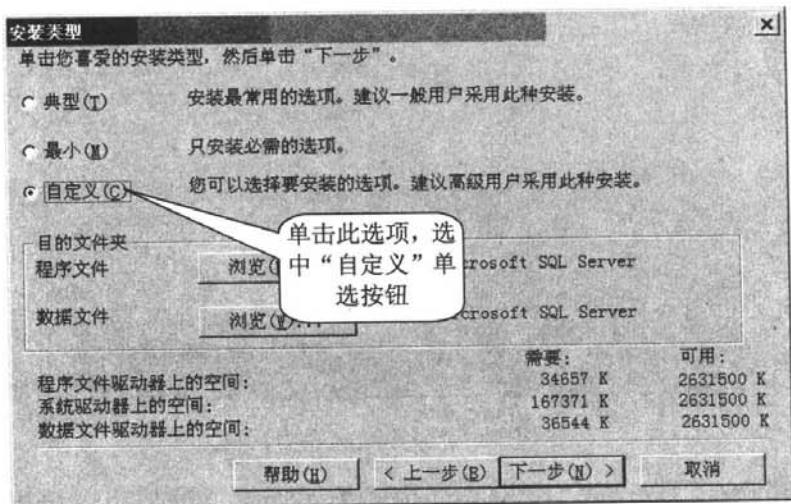 安装类型
单击您喜爱的安装类型，然后单击“下一步”。
典型(T) 安装最常用的选项。建议一般用户采用此种安装。
最小(M) 只安装必需的选项。
自定义(C) 您可以选择要安装的选项。建议高级用户采用此种安装。
单击此选项，选
中“自定义”单
选按钮
目的文件夹
程序文件 浏览( crosoft SQL Server
数据文件 浏览(W)... crosoft SQL Server
需要： 可用：
程序文件驱动器上的空间： 34657 K 2631500 K
系统驱动器上的空间： 167371 K 2631500 K
数据文件驱动器上的空间： 36544 K 2631500 K
帮助(H) < 上一步(B) 下一步(N) > 取消